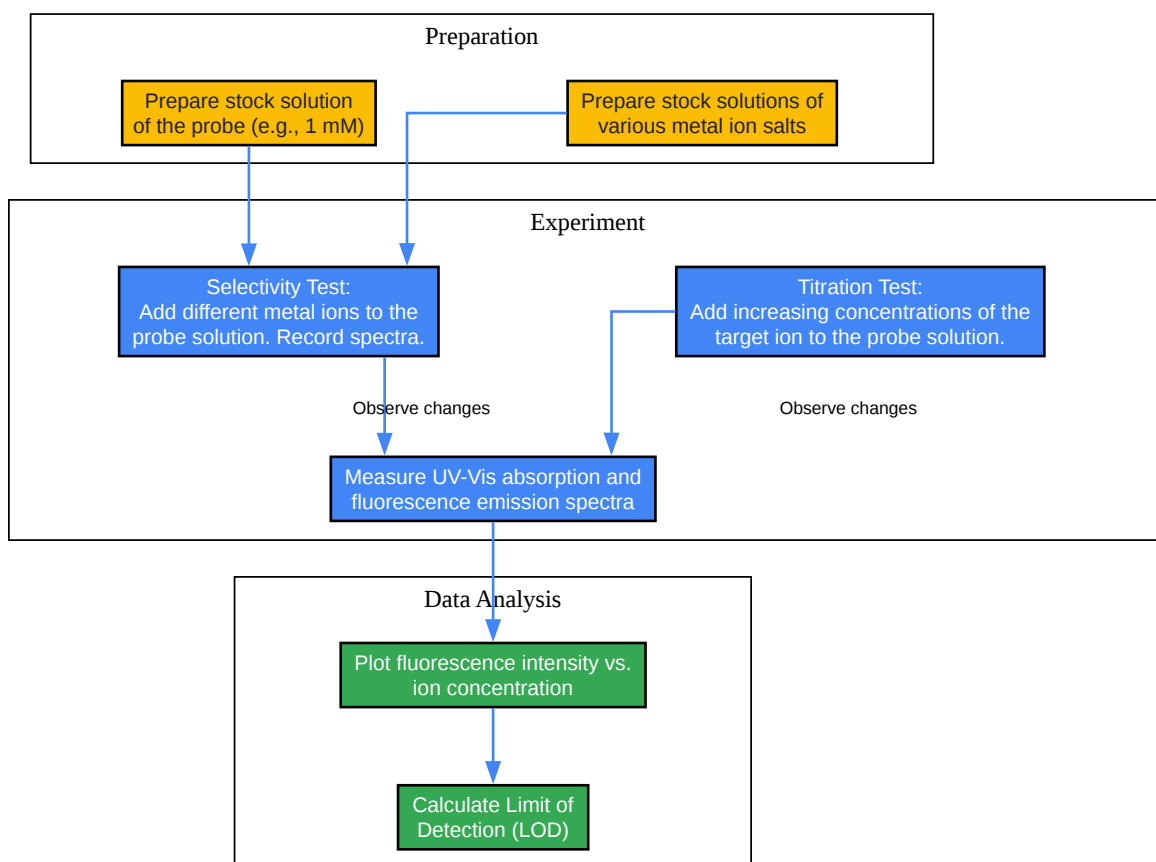 Preparation
Prepare stock solution
of the probe (e.g., 1 mM)
Prepare stock solutions of
various metal ion salts
Experiment
Selectivity Test:
Add different metal ions to the
probe solution. Record spectra.
Titration Test:
Add increasing concentrations of the
target ion to the probe solution.
Observe changes
Observe changes
Measure UV-Vis absorption and
fluorescence emission spectra
Data Analysis
Plot fluorescence intensity vs.
ion concentration
Calculate Limit of
Detection (LOD)